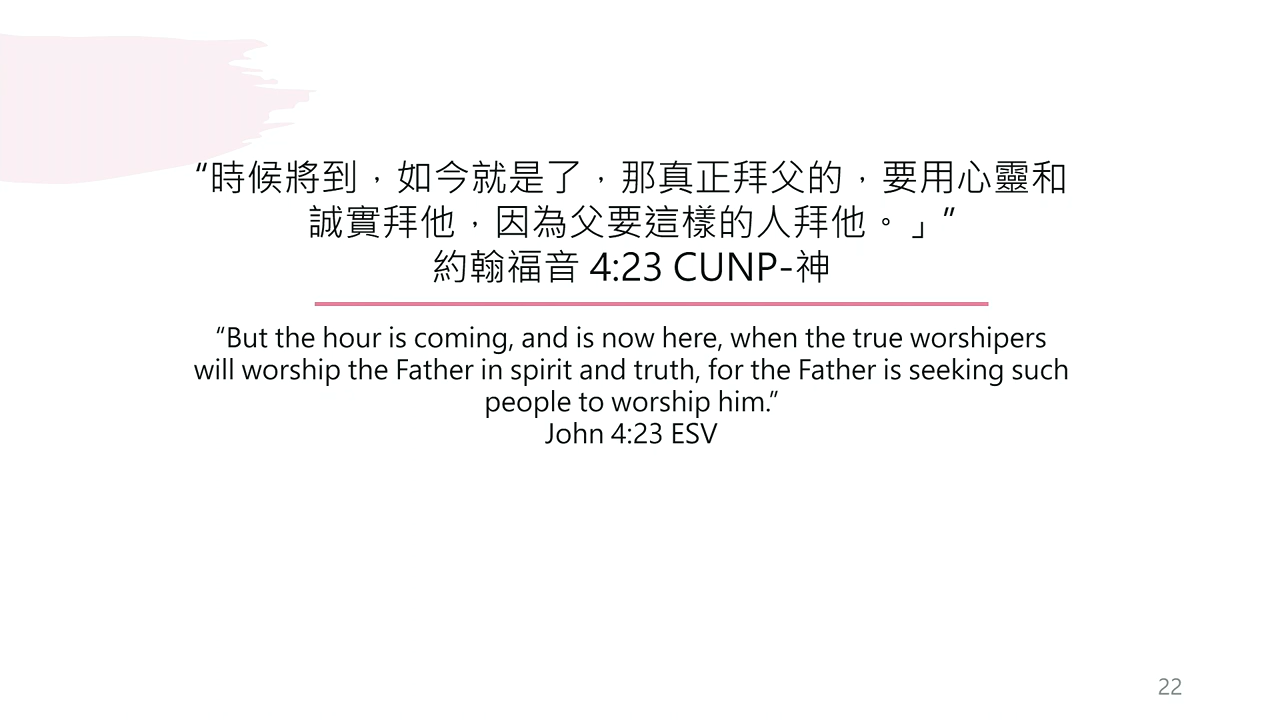 “時候將到，如今就是了，那真正拜父的，要用心靈和
誠實拜他，因為父要這樣的人拜他。」”
約翰福音 4:23 CUNP-神
“But the hour is coming, and is now here, when the true worshipers
will worship the Father in spirit and truth, for the Father is seeking such
people to worship him.”
John 4:23 ESV
22